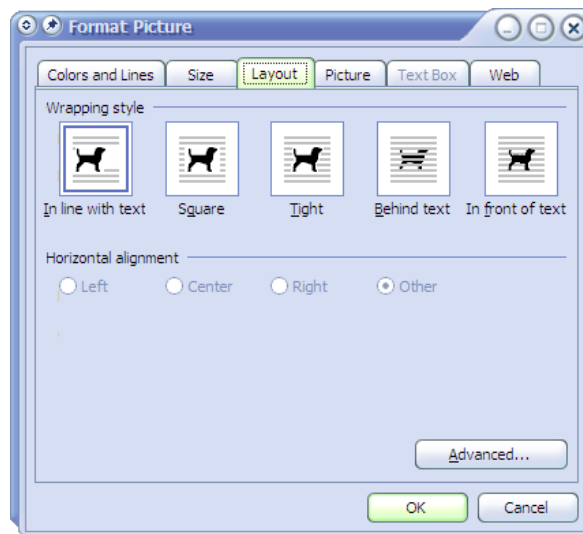 Format Picture
Colors and Lines Size Layout Picture Text Box Web
Wrapping style
In line with text Square Tight Behind text In front of text
Horizontal alignment
Left Center Right Other
Advanced...
OK Cancel